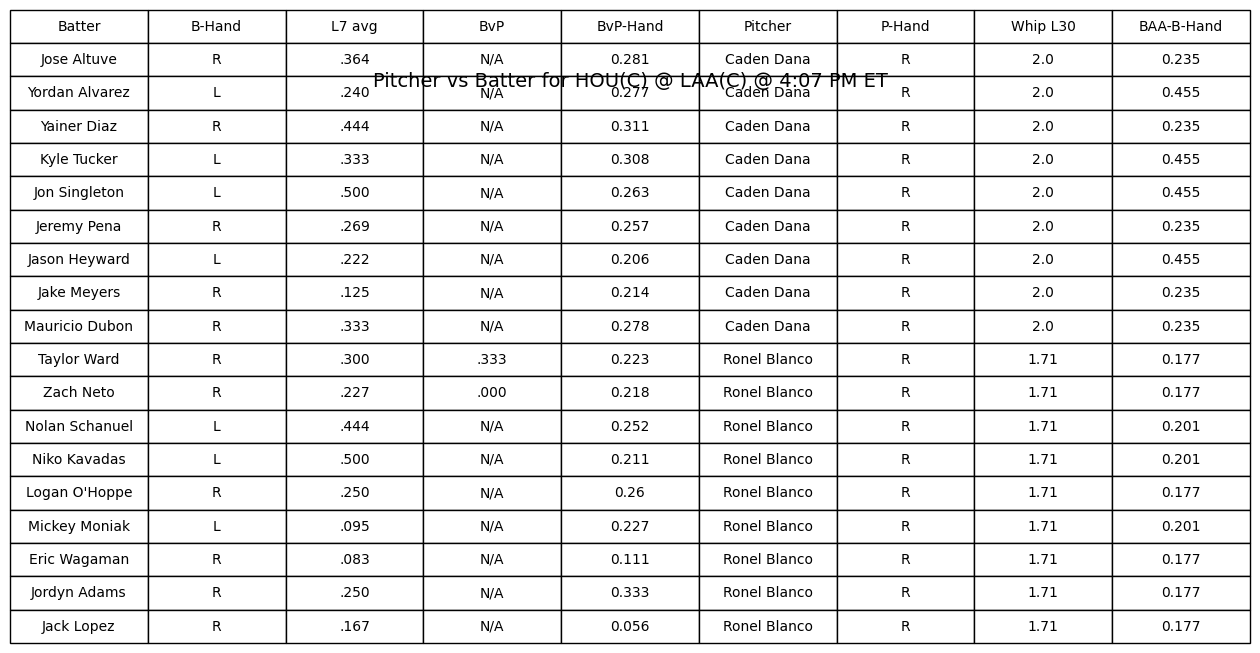 Batter B-Hand L7 avg BvP BvP-Hand Pitcher P-Hand Whip L30 BAA-B-Hand
Jose Altuve R .364 N/A 0.281 Caden Dana R 2.0 0.235
Pitcher vs Batter for HOU(C) @ LAA(C) @ 4:07 PM ET
Yordan Alvarez L .240 N/A 0.277 Caden Dana R 2.0 0.455
Yainer Diaz R .444 N/A 0.311 Caden Dana R 2.0 0.235
Kyle Tucker L .333 N/A 0.308 Caden Dana R 2.0 0.455
Jon Singleton L .500 N/A 0.263 Caden Dana R 2.0 0.455
Jeremy Pena R .269 N/A 0.257 Caden Dana R 2.0 0.235
Jason Heyward L .222 N/A 0.206 Caden Dana R 2.0 0.455
Jake Meyers R .125 N/A 0.214 Caden Dana R 2.0 0.235
Mauricio Dubon R .333 N/A 0.278 Caden Dana R 2.0 0.235
Taylor Ward R .300 .333 0.223 Ronel Blanco R 1.71 0.177
Zach Neto R .227 .000 0.218 Ronel Blanco R 1.71 0.177
Nolan Schanuel L .444 N/A 0.252 Ronel Blanco R 1.71 0.201
Niko Kavadas L .500 N/A 0.211 Ronel Blanco R 1.71 0.201
Logan O'Hoppe R .250 N/A 0.26 Ronel Blanco R 1.71 0.177
Mickey Moniak L .095 N/A 0.227 Ronel Blanco R 1.71 0.201
Eric Wagaman R .083 N/A 0.111 Ronel Blanco R 1.71 0.177
Jordyn Adams R .250 N/A 0.333 Ronel Blanco R 1.71 0.177
Jack Lopez R .167 N/A 0.056 Ronel Blanco R 1.71 0.177